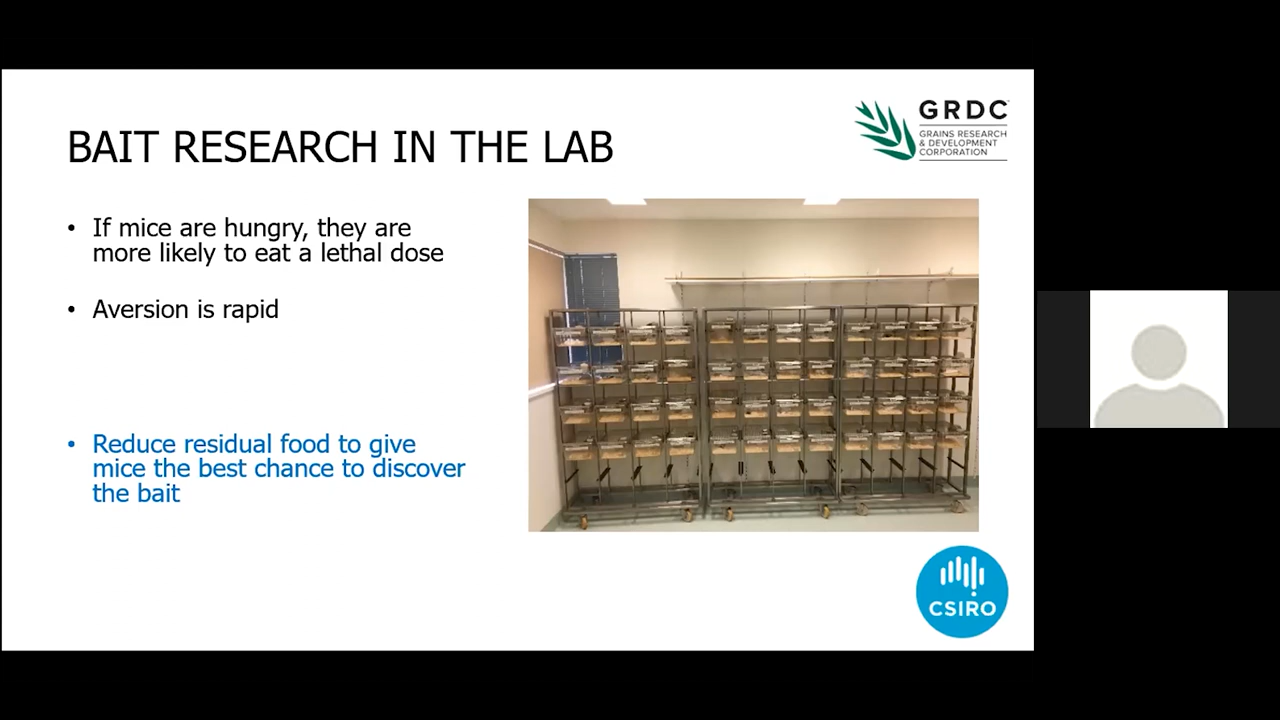 BAIT RESEARCH IN THE LAB
GRDC
GRAINS RESEARCH
& DEVELOPMENT
CORPORATION
• If mice are hungry, they are
more likely to eat a lethal dose
• Aversion is rapid
• Reduce residual food to give
mice the best chance to discover
the bait
CSIRO